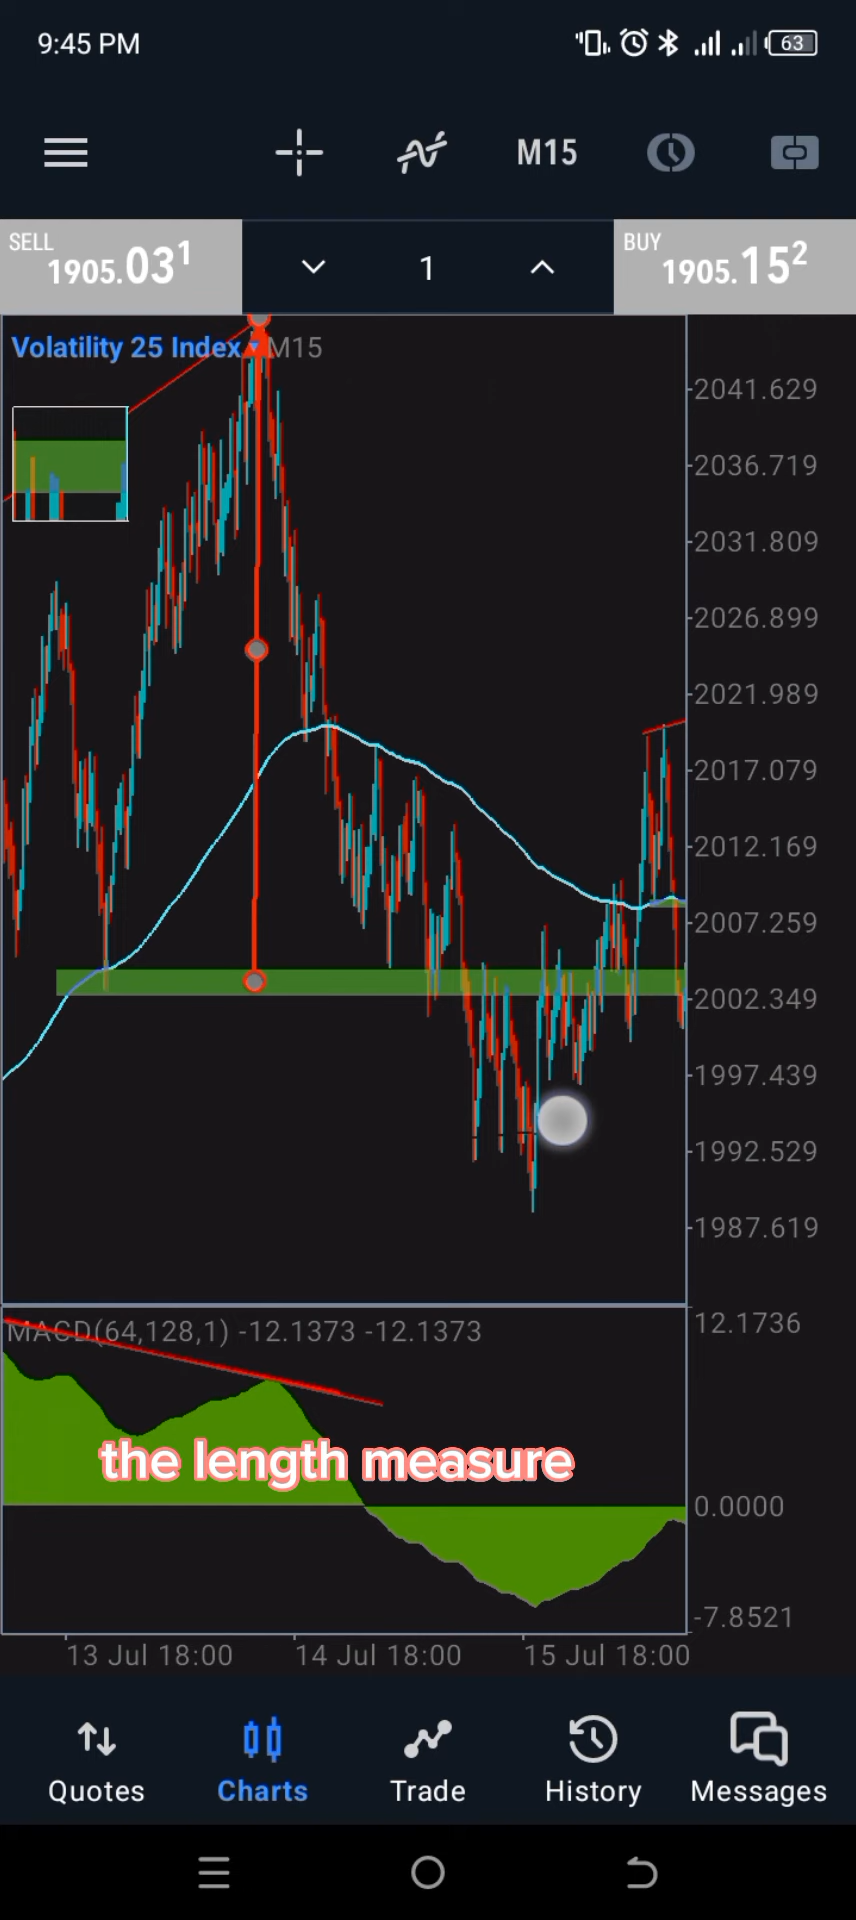 9:45 PM
63
M15
SELL
1905.031
1
BUY
1905.152
Volatility 25 Index M15
2041.629
2036.719
2031.809
2026.899
2021.989
2017.079
2012.169
2007.259
2002.349
1997.439
1992.529
1987.619
MACD(64,128,1) -12.1373 -12.1373
12.1736
the length measure
0.0000
-7.8521
13 Jul 18:00 14 Jul 18:00 15 Jul 18:00
Quotes Charts Trade History Messages